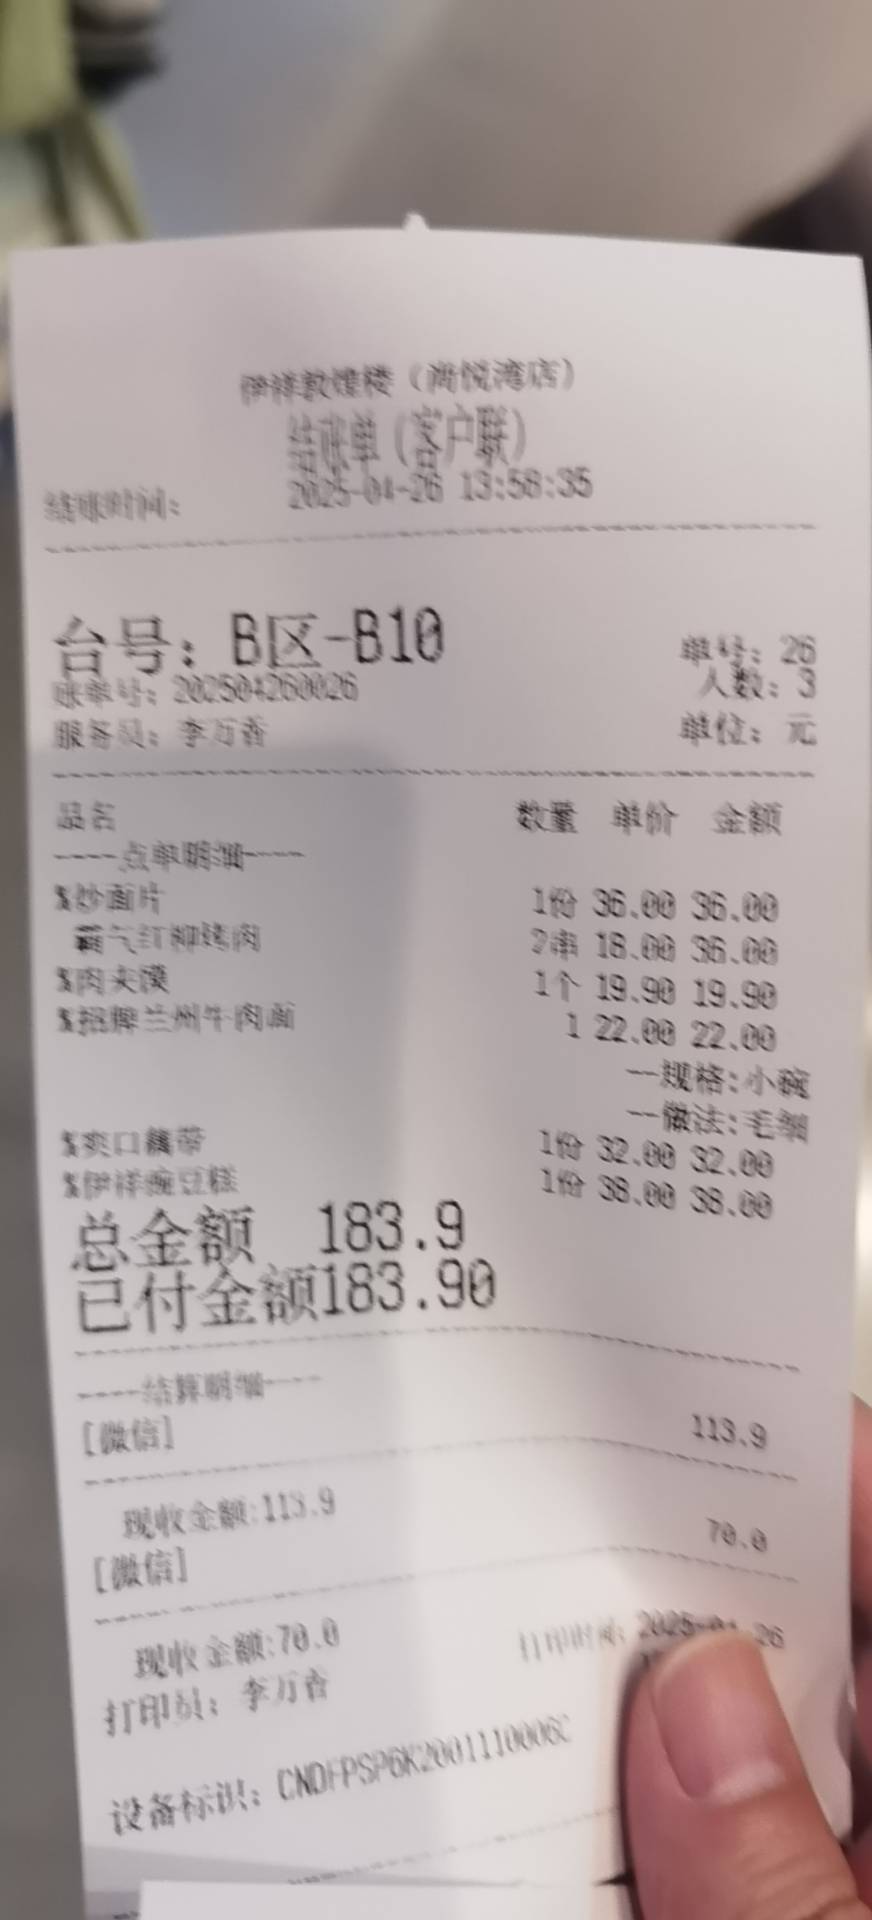 伊祥敦煌楼（尚悦湾店）
结账单(客户联)
结账时间： 2025-04-26 13:58:35
台号：B区-B10
单号：26
账单号：202504260026
人数：3
服务员：李万香
单位：元
品名 数量 单价 金额
----点单明细----
%炒面片 1份 36.00 36.00
霸气红柳烤肉 2串 18.00 36.00
%肉夹馍 1个 19.90 19.90
%招牌兰州牛肉面 1 22.00 22.00
—规格:小碗
—做法:毛细
%爽口藕带 1份 32.00 32.00
%伊祥豌豆糕 1份 38.00 38.00
总金额 183.9
已付金额183.90
----结算明细----
[微信] 113.9
现收金额:113.9
[微信] 70.0
现收金额:70.0
打印时间：2025-04-26
打印员：李万香
设备标识：CNDFPSP6K2001110006C